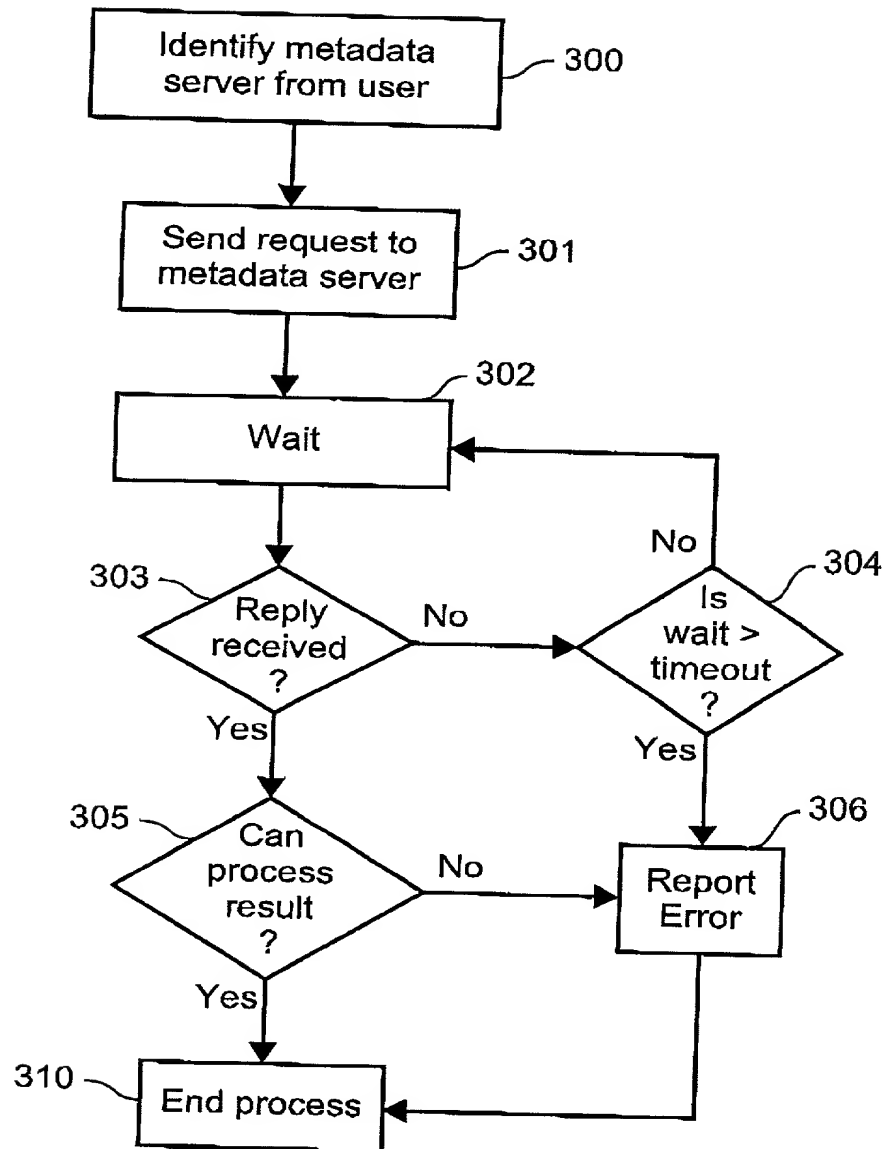 Identify metadata
server from user
300
Send request to
metadata server
301
302
Wait
303
Reply
received
?
No
Yes
304
Is
wait >
timeout
?
No
Yes
305
Can
process
result
?
No
Yes
306
Report
Error
310
End process